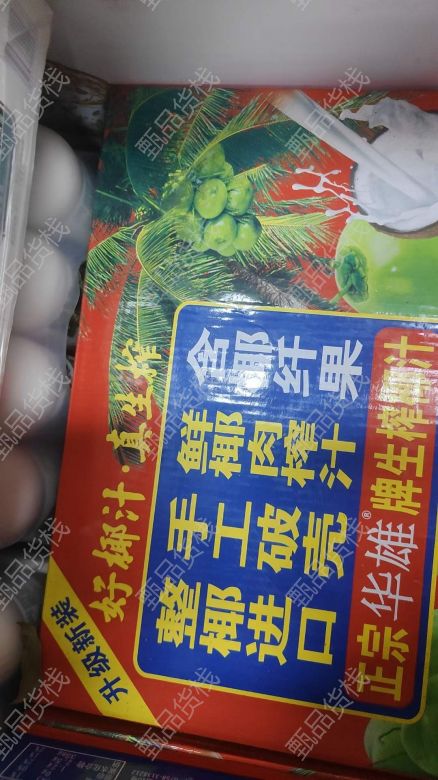 含椰纤果
鲜椰肉榨汁
手工破壳
整椰进口
正宗华雄®牌生榨椰汁
好椰汁·真生榨
升级新装
甄品货栈